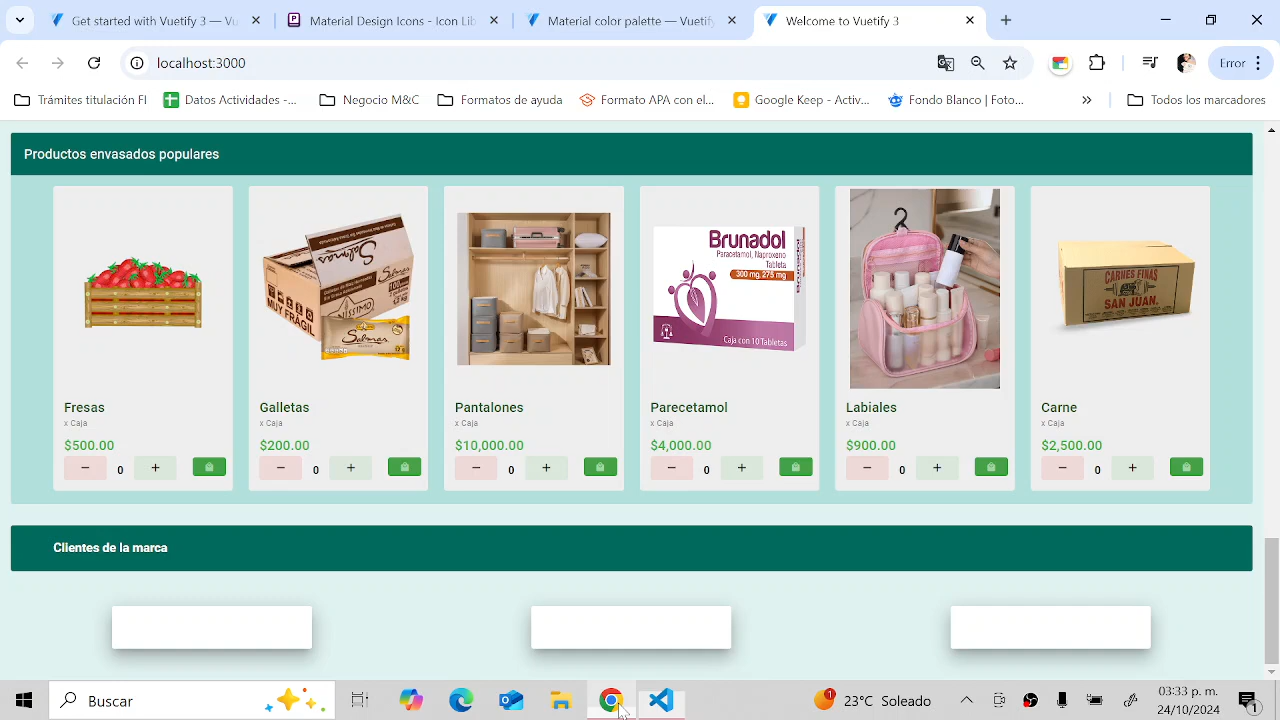 Get started with Vuetify 3 — Vu
Material Design Icons - Icon Lib
Material color palette — Vuetify
Welcome to Vuetify 3
localhost:3000
Error
Trámites titulación FI
Datos Actividades -...
Negocio M&C
Formatos de ayuda
Formato APA con el...
Google Keep - Activ...
Fondo Blanco | Foto...
»
Todos los marcadores
Productos envasados populares
MUY FRAGIL
Salmas
Brunadol
Paracetamol, Naproxeno
Tableta
300 mg. 275 mg
Caja con 10 Tabletas
CARNES FINAS
SAN JUAN.
Fresas
x Caja
$500.00
− 0 +
Galletas
x Caja
$200.00
− 0 +
Pantalones
x Caja
$10,000.00
− 0 +
Parecetamol
x Caja
$4,000.00
− 0 +
Labiales
x Caja
$900.00
− 0 +
Carne
x Caja
$2,500.00
− 0 +
Clientes de la marca
Buscar
1
23°C Soleado
03:33 p. m.
24/10/2024
1